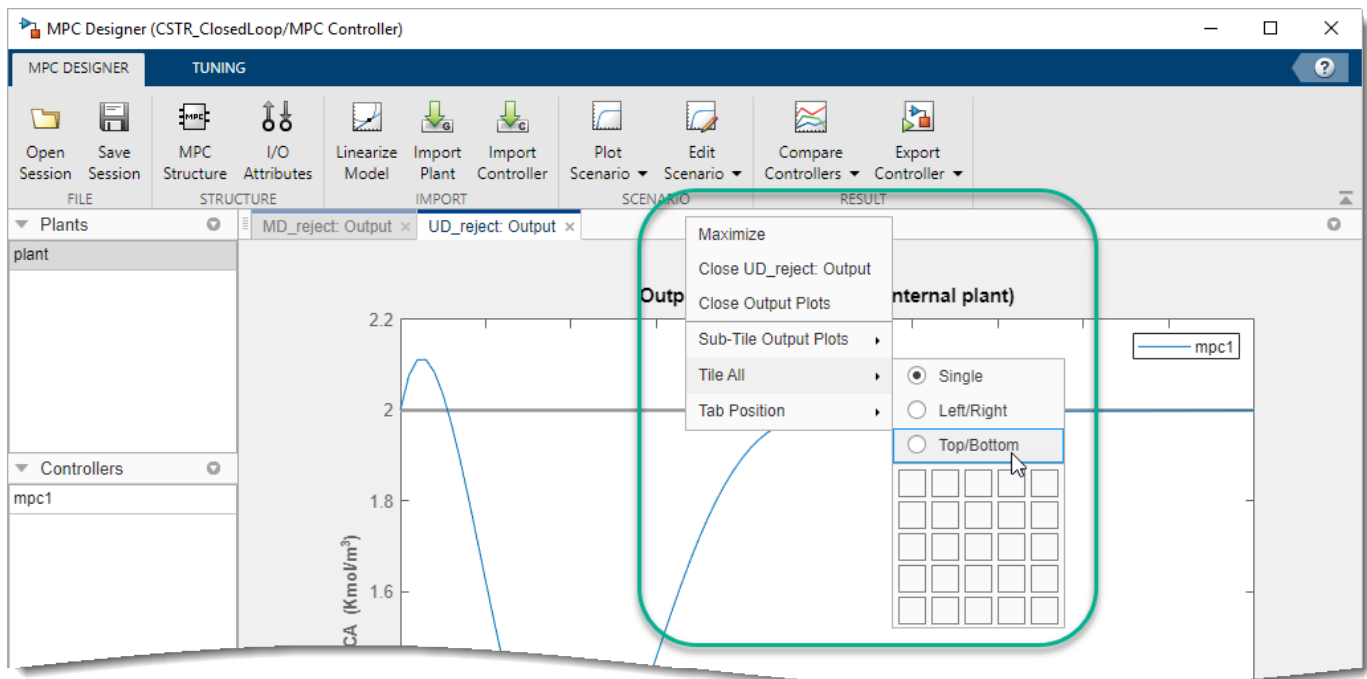 MPC Designer (CSTR_ClosedLoop/MPC Controller)
MPC DESIGNER TUNING
Open Session
Save Session
MPC Structure
I/O Attributes
Linearize Model
Import Plant
Import Controller
Plot Scenario
Edit Scenario
Compare Controllers
Export Controller
FILE STRUCTURE IMPORT SCENARIO RESULT
Plants
plant
Controllers
mpc1
MD_reject: Output UD_reject: Output
Maximize
Close UD_reject: Output
Close Output Plots
Sub-Tile Output Plots
Tile All
Tab Position
Single
Left/Right
Top/Bottom
Outp nternal plant)
mpc1
2.2
2
1.8
1.6
CA (Kmol/m³)